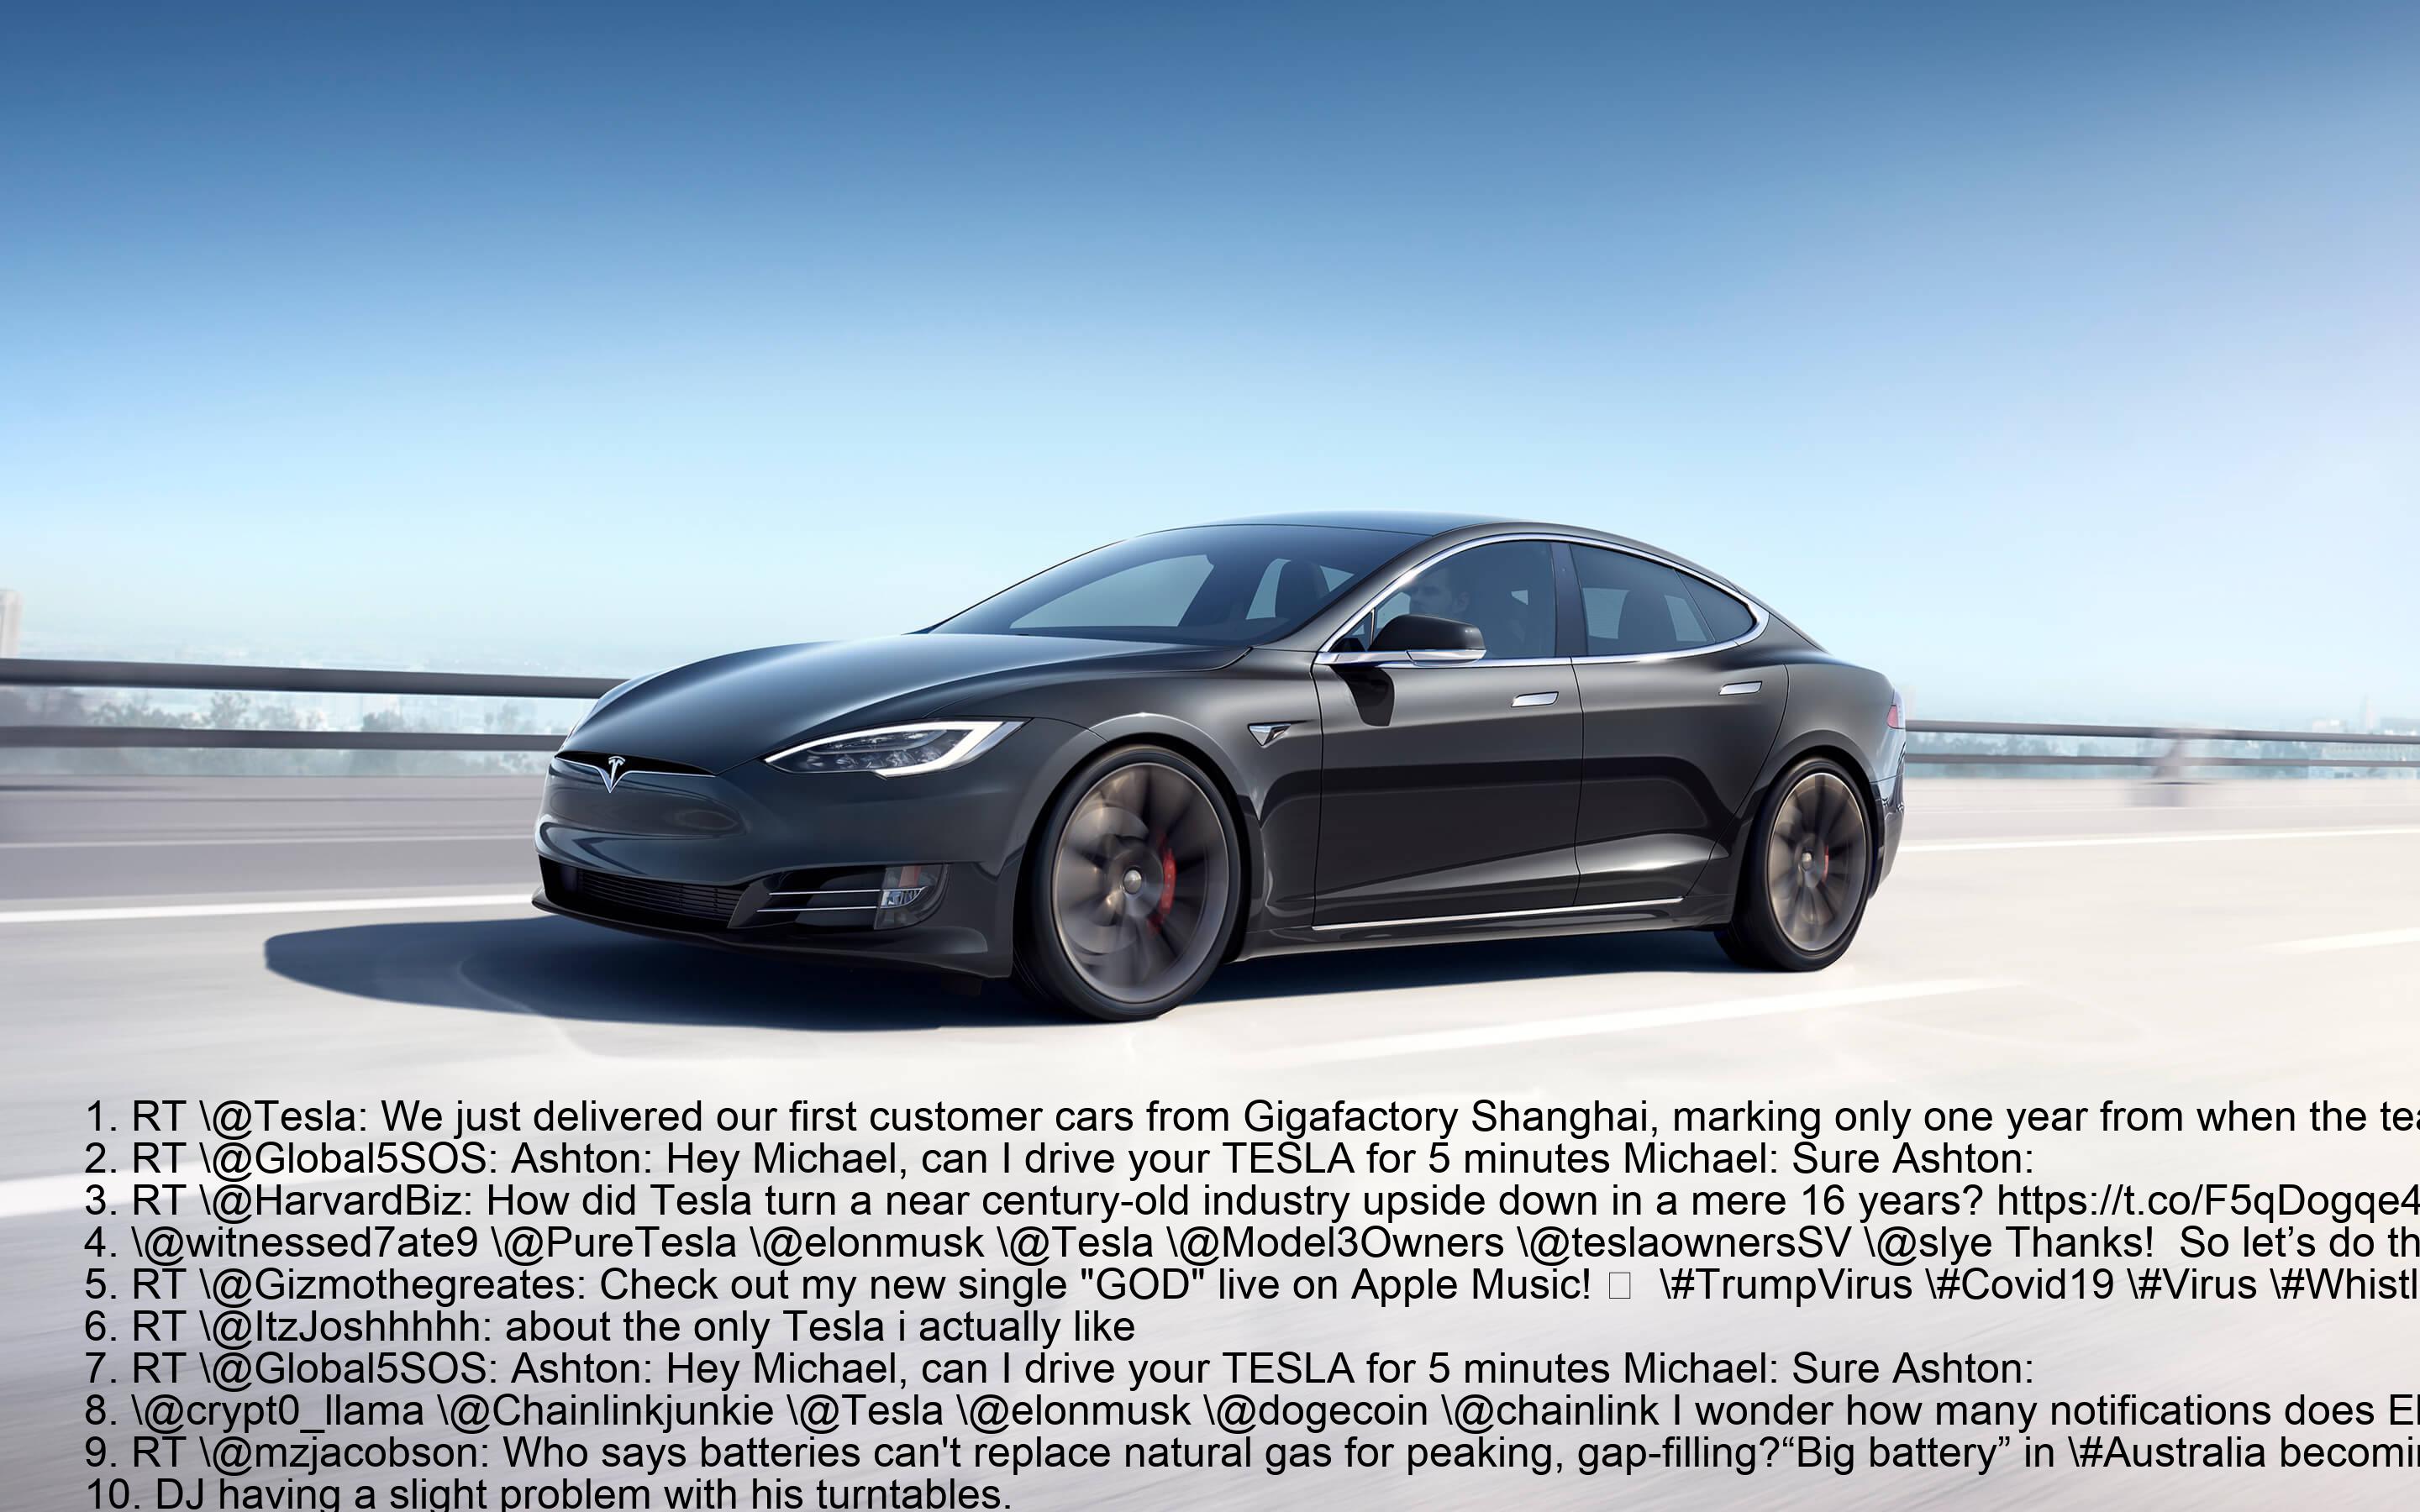 1. RT \@Tesla: We just delivered our first customer cars from Gigafactory Shanghai, marking only one year from when the
2. RT \@Global5SOS: Ashton: Hey Michael, can I drive your TESLA for 5 minutes Michael: Sure Ashton:
3. RT \@HarvardBiz: How did Tesla turn a near century-old industry upside down in a mere 16 years? https://t.co/F5qDogqe4
4. \@witnessed7ate9 \@PureTesla \@elonmusk \@Tesla \@Model3Owners \@teslaownersSV \@slye Thanks!  So let’s do
5. RT \@Gizmothegreates: Check out my new single "GOD" live on Apple Music! □  \#TrumpVirus \#Covid19 \#Virus
6. RT \@ItzJoshhhhh: about the only Tesla i actually like
7. RT \@Global5SOS: Ashton: Hey Michael, can I drive your TESLA for 5 minutes Michael: Sure Ashton:
8. \@crypt0_llama \@Chainlinkjunkie \@Tesla \@elonmusk \@dogecoin \@chainlink I wonder how many notifications does
9. RT \@mzjacobson: Who says batteries can't replace natural gas for peaking, gap-filling?“Big battery” in \#Australia
10. DJ having a slight problem with his turntables.